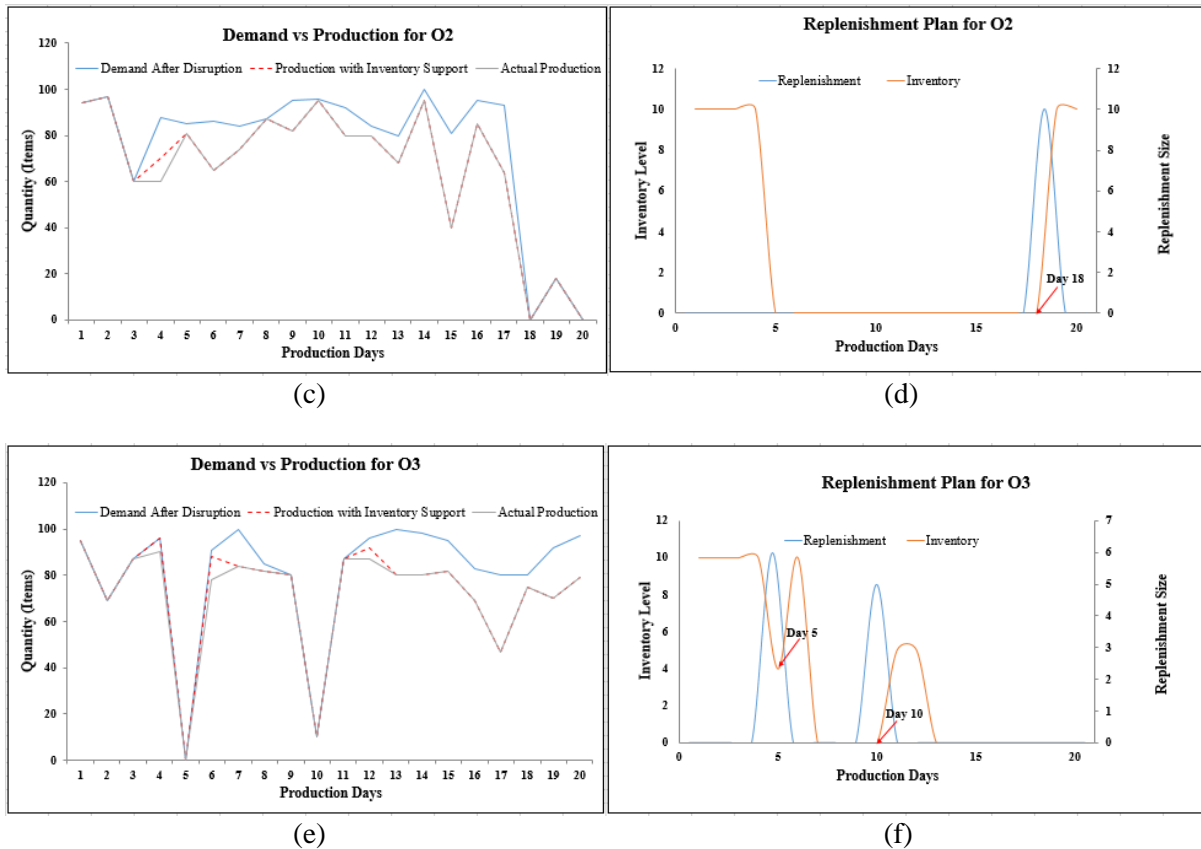 Demand vs Production for O2
Demand After Disruption Production with Inventory Support Actual Production
Quantity (Items)
120
100
80
60
40
20
0
1 2 3 4 5 6 7 8 9 10 11 12 13 14 15 16 17 18 19 20
Production Days
(c)
Replenishment Plan for O2
Replenishment Inventory
Inventory Level
12
10
8
6
4
2
0
12
10
8
6
4
2
0
Replenishment Size
Day 18
0 5 10 15 20
Production Days
(d)
Demand vs Production for O3
Demand After Disruption Production with Inventory Support Actual Production
Quantity (Items)
120
100
80
60
40
20
0
1 2 3 4 5 6 7 8 9 10 11 12 13 14 15 16 17 18 19 20
Production Days
(e)
Replenishment Plan for O3
Replenishment Inventory
Inventory Level
12
10
8
6
4
2
0
7
6
5
4
3
2
1
0
Replenishment Size
Day 5
Day 10
0 5 10 15 20
Production Days
(f)